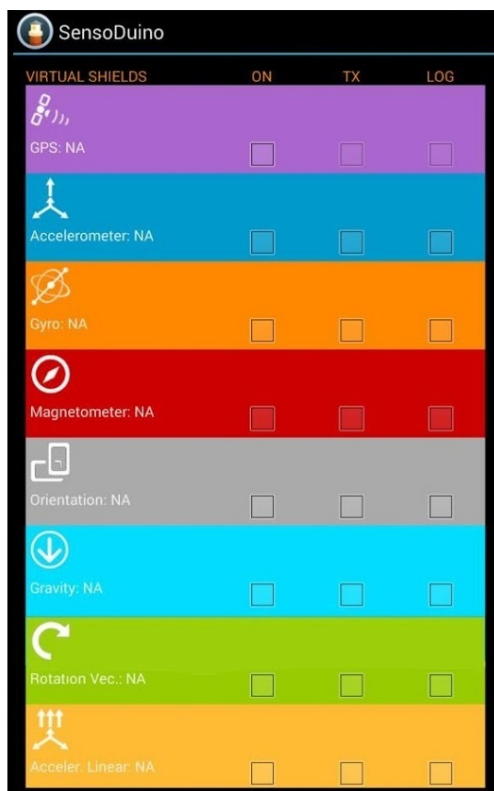 SensoDuino
VIRTUAL SHIELDS ON TX LOG
GPS: NA
Accelerometer: NA
Gyro: NA
Magnetometer: NA
Orientation: NA
Gravity: NA
Rotation Vec.: NA
Acceler. Linear: NA